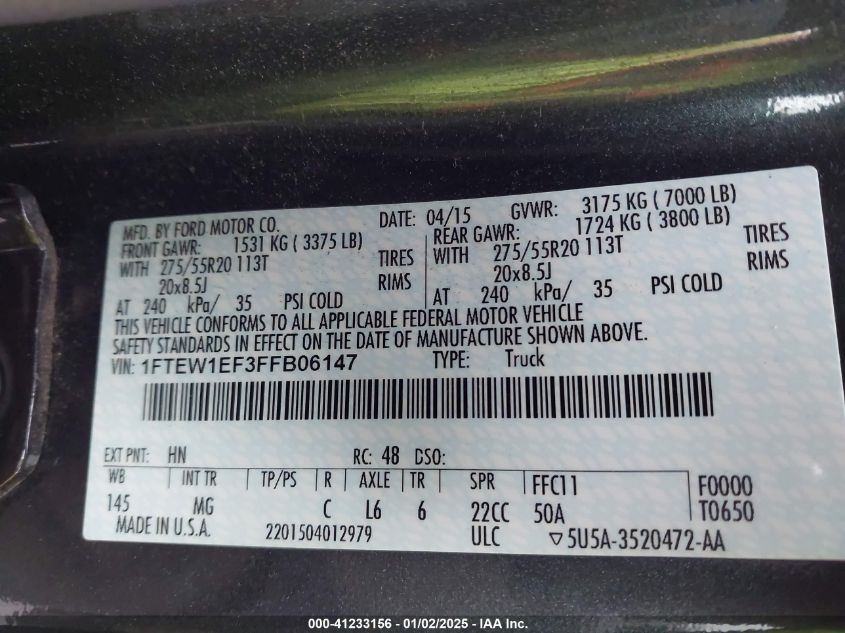 MFD. BY FORD MOTOR CO. DATE: 04/15 GVWR: 3175 KG ( 7000 LB)
FRONT GAWR: 1531 KG ( 3375 LB) REAR GAWR: 1724 KG ( 3800 LB)
WITH 275/55R20 113T TIRES WITH 275/55R20 113T TIRES
20x8.5J RIMS 20x8.5J RIMS
AT 240 kPa/ 35 PSI COLD AT 240 kPa/ 35 PSI COLD
THIS VEHICLE CONFORMS TO ALL APPLICABLE FEDERAL MOTOR VEHICLE
SAFETY STANDARDS IN EFFECT ON THE DATE OF MANUFACTURE SHOWN ABOVE.
VIN: 1FTEW1EF3FFB06147 TYPE: Truck
EXT PNT: HN RC: 48 DSO:
WB INT TR TP/PS R AXLE TR SPR FFC11 F0000
145 MG C L6 6 22CC 50A T0650
MADE IN U.S.A. 2201504012979 ULC ▽5U5A-3520472-AA
000-41233156 - 01/02/2025 - IAA Inc.